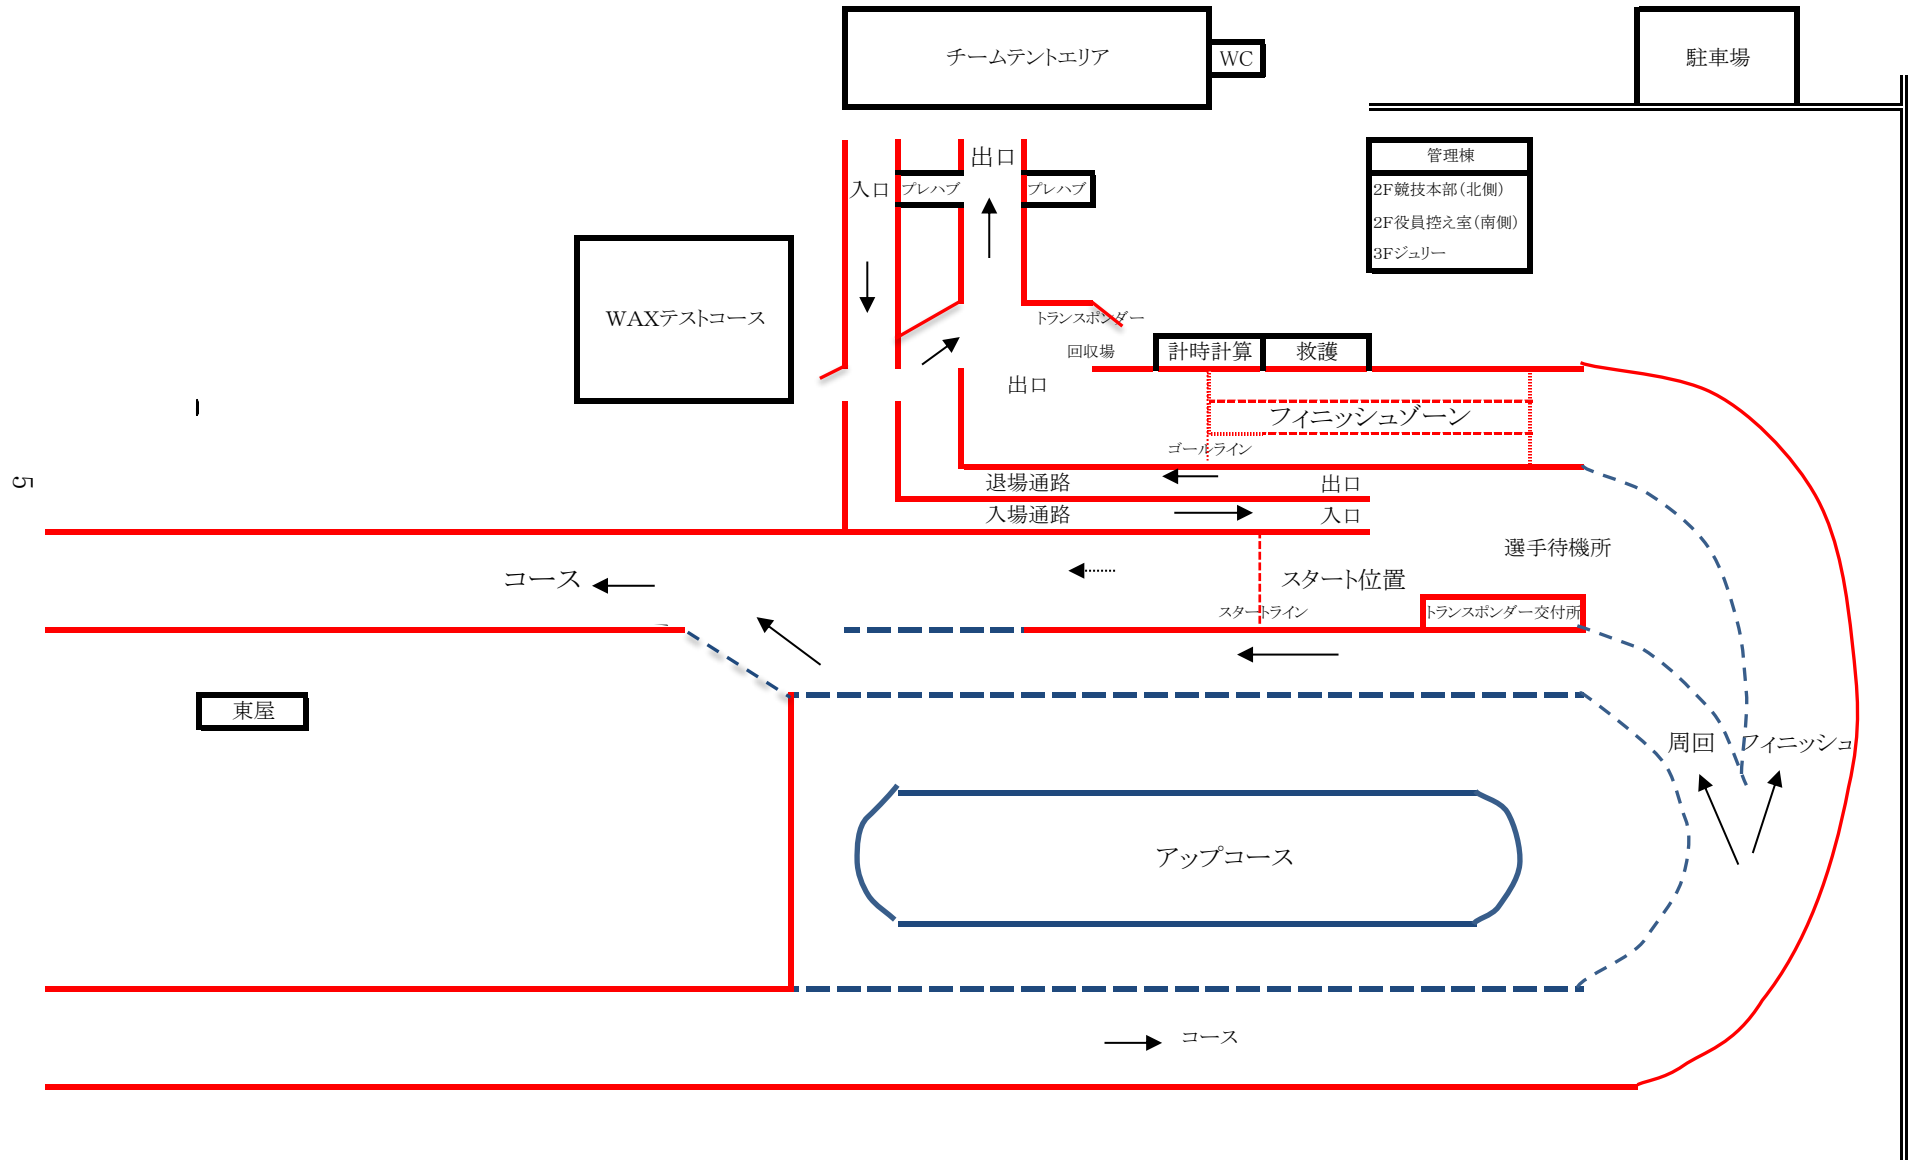 チームテントエリア
WC
駐車場
出口
管理棟
入口
プレハブ
プレハブ
2F競技本部（北側）
2F役員控え室（南側）
3Fジュリー
WAXテストコース
トランスポンダー
回収場
計時計算
救護
出口
フィニッシュゾーン
ゴールライン
5
退場通路
出口
入場通路
入口
選手待機所
コース
スタート位置
スタートライン
トランスポンダー交付所
東屋
周回
フィニッシュ
アップコース
コース